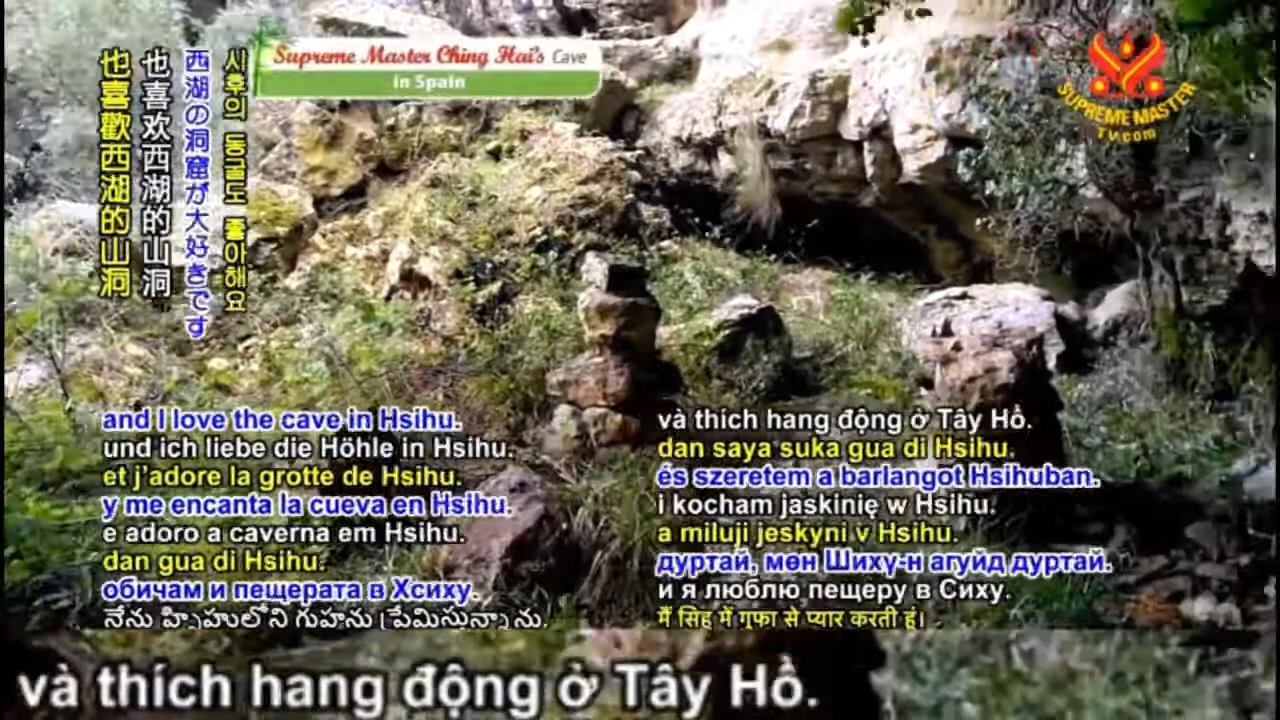 Supreme Master Ching Hai's Cave
in Spain
SUPREME MASTER
TV.com
시후의 동굴도 좋아해요
西湖の洞窟が大好きです
也喜欢西湖的山洞
也喜歡西湖的山洞
and I love the cave in Hsihu.
und ich liebe die Höhle in Hsihu.
et j'adore la grotte de Hsihu.
y me encanta la cueva en Hsihu.
e adoro a caverna em Hsihu.
dan gua di Hsihu.
обичам и пещерата в Хсиху.
నేను హ్సిహులోని గుహను ప్రేమిస్తున్నాను.
và thích hang động ở Tây Hồ.
dan saya suka gua di Hsihu.
és szeretem a barlangot Hsihuban.
i kocham jaskinię w Hsihu.
a miluji jeskyni v Hsihu.
дуртай, мөн Шихү-н агуйд дуртай.
и я люблю пещеру в Сиху.
मैं सिहू में गुफा से प्यार करती हूं।
và thích hang động ở Tây Hồ.